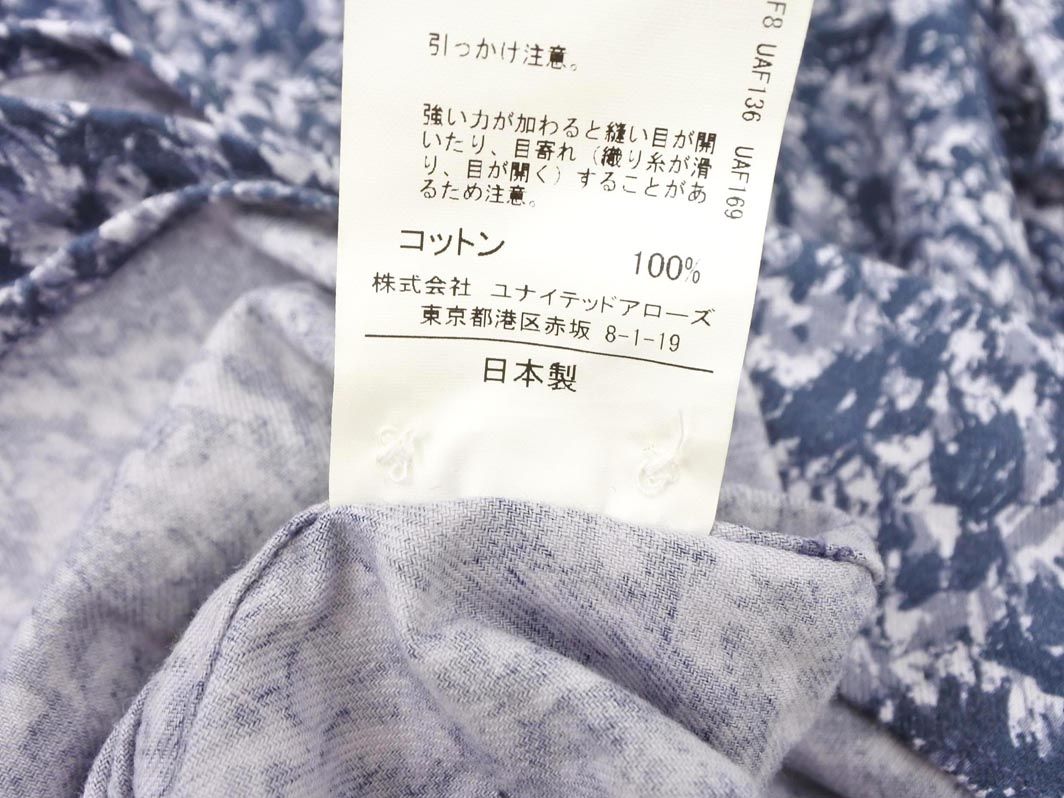 引っかけ注意。
強い力が加わると縫い目が開
いたり、目寄れ（織り糸が滑
り、目が開く）することがあ
るため注意。
コットン 100%
株式会社 ユナイテッドアローズ
東京都港区赤坂 8-1-19
日本製
F8 UAF136 UAF169